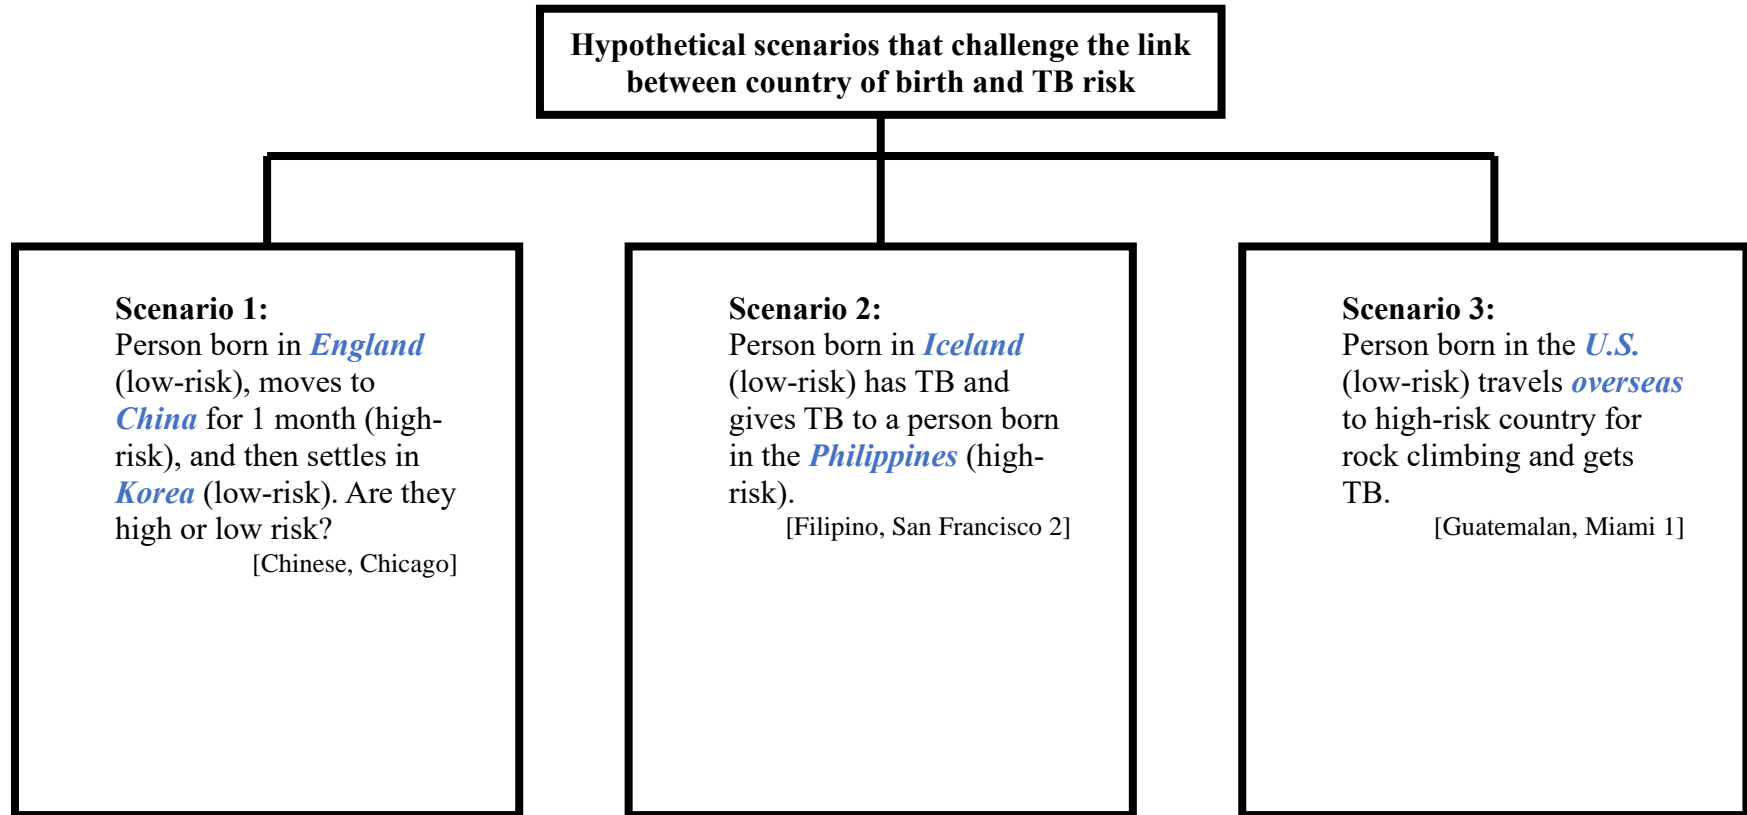 Hypothetical scenarios that challenge the link
between country of birth and TB risk
Scenario 1:
Person born in England
(low-risk), moves to
China for 1 month (high-
risk), and then settles in
Korea (low-risk). Are they
high or low risk?
[Chinese, Chicago]
Scenario 2:
Person born in Iceland
(low-risk) has TB and
gives TB to a person born
in the Philippines (high-
risk).
[Filipino, San Francisco 2]
Scenario 3:
Person born in the U.S.
(low-risk) travels overseas
to high-risk country for
rock climbing and gets
TB.
[Guatemalan, Miami 1]